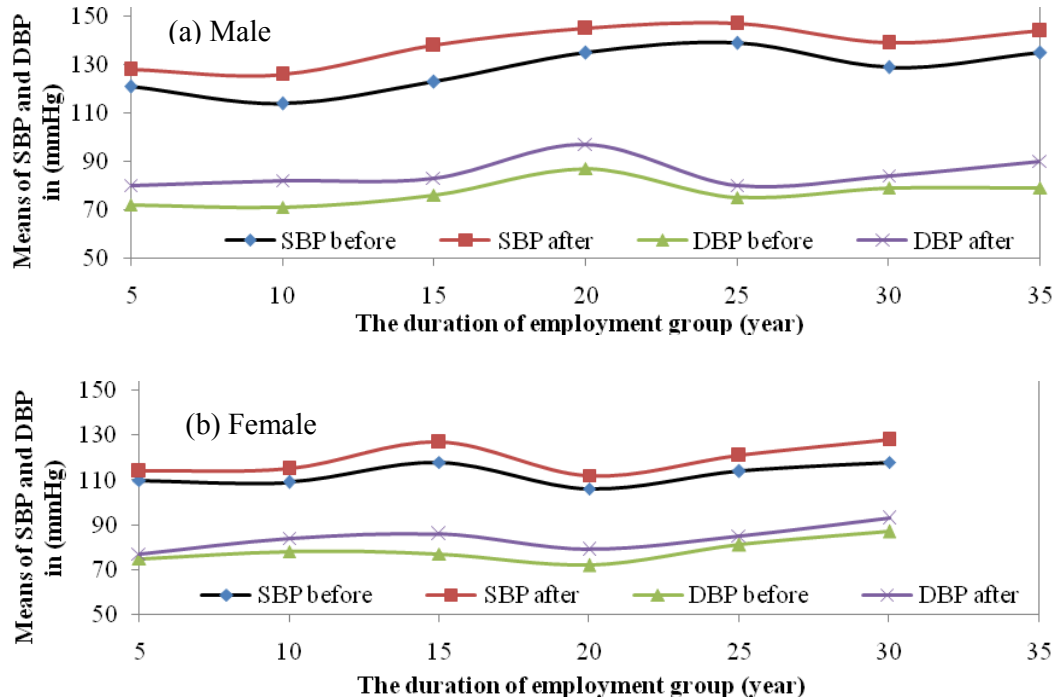 (a) Male
Means of SBP and DBP
in (mmHg)
150
130
110
90
70
50
SBP before
SBP after
DBP before
DBP after
5 10 15 20 25 30 35
The duration of employment group (year)
(b) Female
Means of SBP and DBP
in (mmHg)
150
130
110
90
70
50
SBP before
SBP after
DBP before
DBP after
5 10 15 20 25 30 35
The duration of employment group (year)